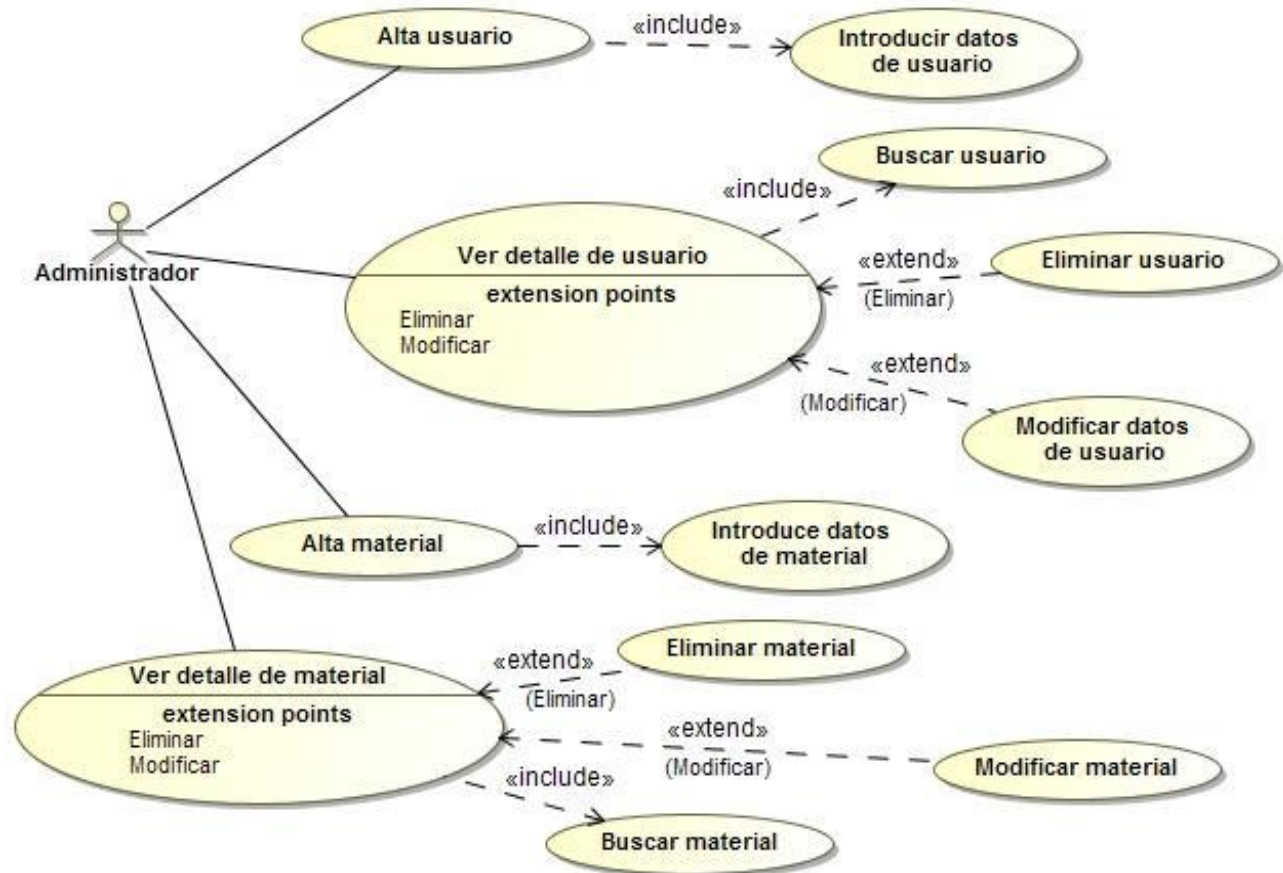 Alta usuario
«include»
Introducir datos
de usuario
Buscar usuario
«include»
Administrador
Ver detalle de usuario
extension points
Eliminar
Modificar
«extend»
(Eliminar)
Eliminar usuario
«extend»
(Modificar)
Modificar datos
de usuario
Alta material
«include»
Introduce datos
de material
Eliminar material
«extend»
(Eliminar)
Ver detalle de material
extension points
Eliminar
Modificar
«extend»
(Modificar)
Modificar material
«include»
Buscar material